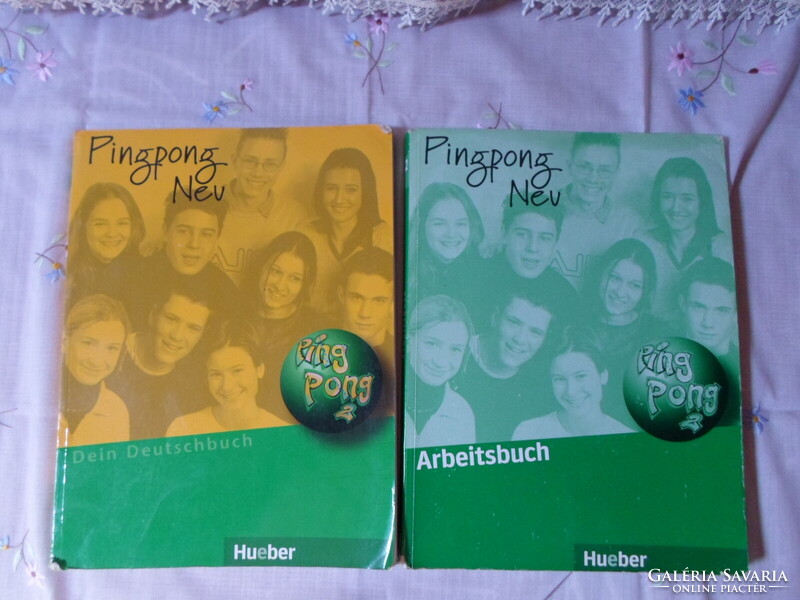 Pingpong
Neu
Ping
Pong
2
Dein Deutschbuch
Hueber
Pingpong
Neu
Ping
Pong
2
Arbeitsbuch
Hueber
GALÉRIA SAVARIA
ONLINE PIACTÉR